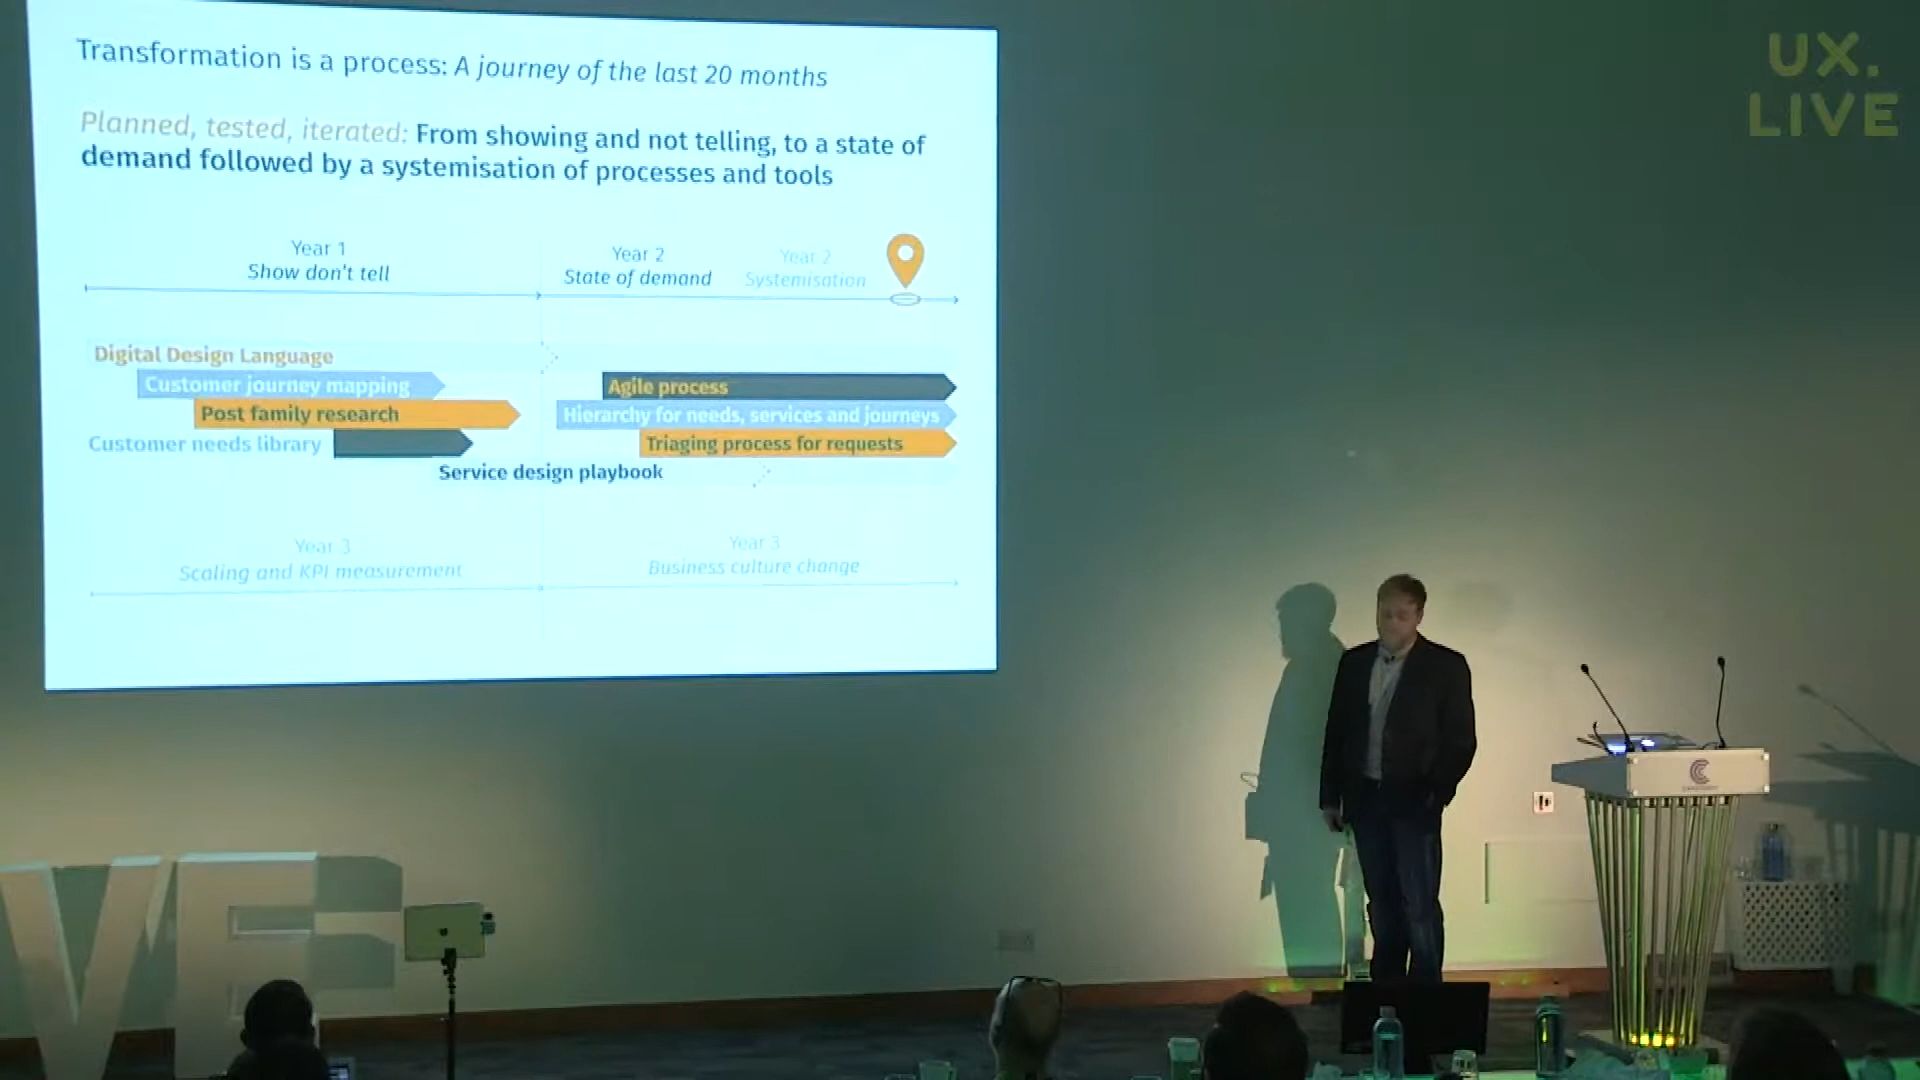 Transformation is a process: A journey of the last 20 months
Planned, tested, iterated: From showing and not telling, to a state of
demand followed by a systemisation of processes and tools
Year 1
Show don't tell
Year 2
State of demand
Year 2
Systemisation
Digital Design Language
Customer journey mapping
Agile process
Post family research
Hierarchy for needs, services and journeys
Customer needs library
Triaging process for requests
Service design playbook
Year 3
Scaling and KPI measurement
Year 3
Business culture change
UX.
LIVE
VE